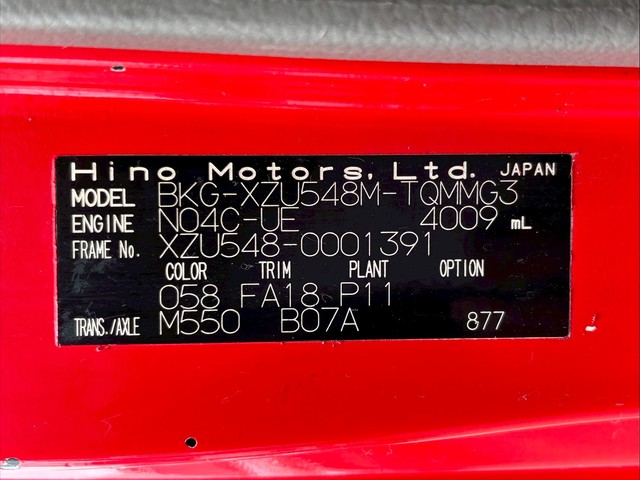 Hino Motors, Ltd. JAPAN
MODEL BKG-XZU548M-TQMMG3
ENGINE N04C-UE 4009 mL
FRAME No. XZU548-0001391
COLOR TRIM PLANT OPTION
058 FA18 P11
TRANS./AXLE M550 B07A 877